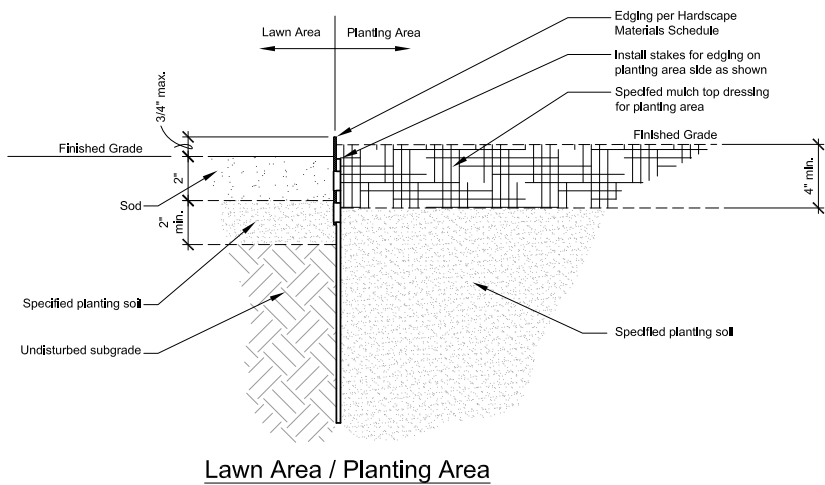 Lawn Area
Planting Area
Edging per Hardscape
Materials Schedule
Install stakes for edging on
planting area side as shown
Specifed mulch top dressing
for planting area
3/4" max.
Finished Grade
Finished Grade
2"
4" min.
Sod
2"
min.
Specified planting soil
Specified planting soil
Undisturbed subgrade
Lawn Area / Planting Area